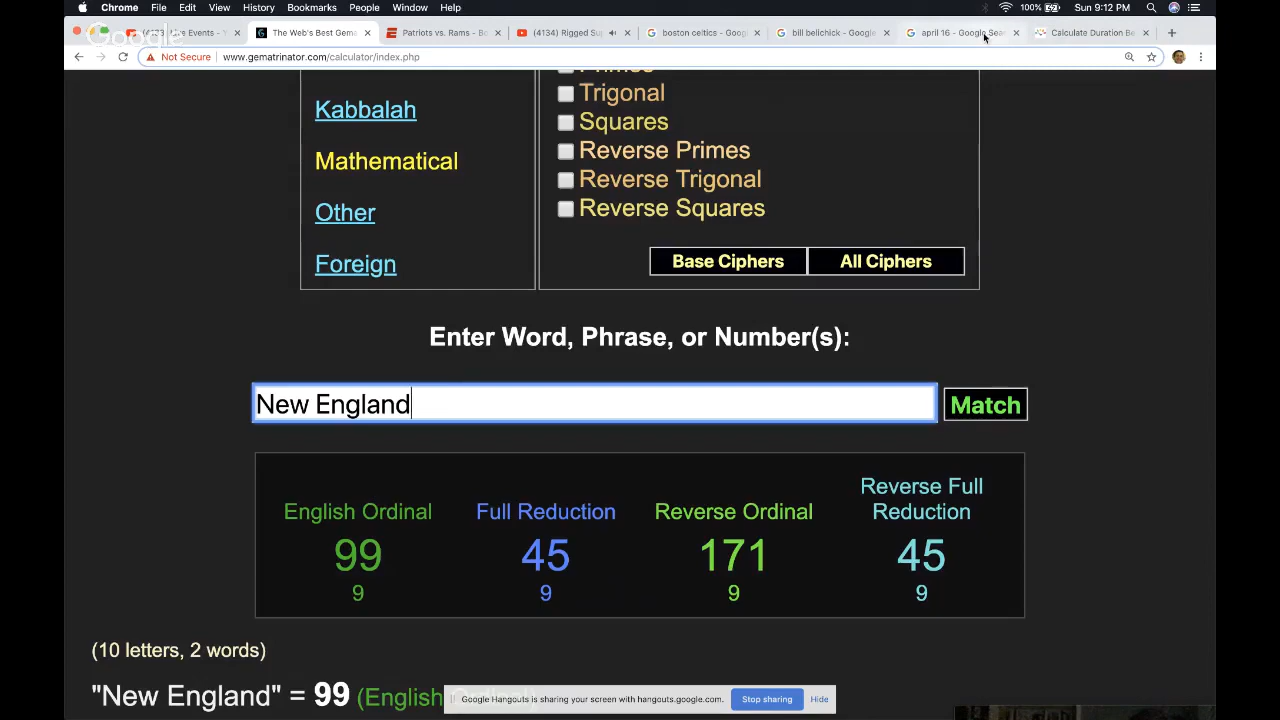 Chrome File Edit View History Bookmarks People Window Help 100% Sun 9:12 PM
The Web's Best Gema Patriots vs. Rams - Bo (4134) Rigged Su boston celtics - Goog bill belichick - Google april 16 - Google Sear Calculate Duration Be
Not Secure www.gematrinator.com/calculator/index.php
Google
Primes
Trigonal
Kabbalah
Squares
Reverse Primes
Mathematical
Reverse Trigonal
Reverse Squares
Other
Foreign
Base Ciphers All Ciphers
Enter Word, Phrase, or Number(s):
New England Match
English Ordinal Full Reduction Reverse Ordinal Reverse Full Reduction
99 45 171 45
9 9 9 9
(10 letters, 2 words)
"New England" = 99 (English
Google Hangouts is sharing your screen with hangouts.google.com. Stop sharing Hide